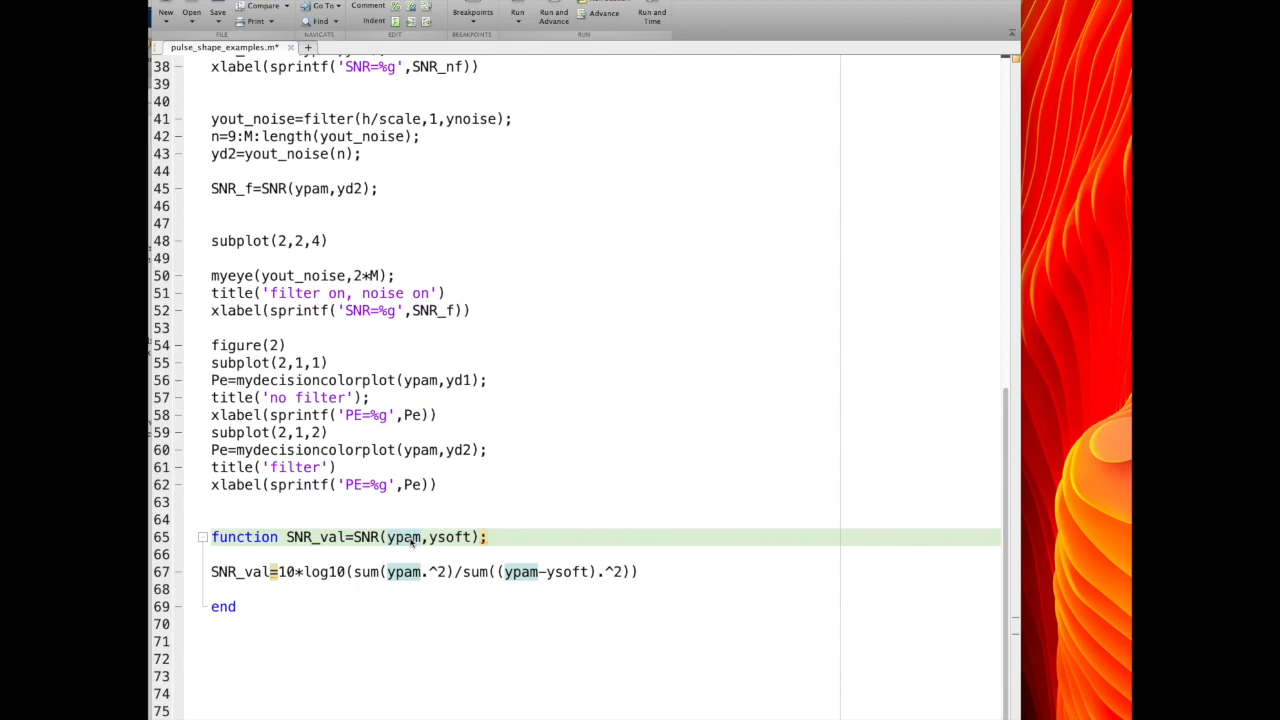 Compare
Go To
Comment
New
Open
Save
Print
Find
Indent
Breakpoints
Run
Run and
Advance
Advance
Run and
Time
FILE
NAVIGATE
EDIT
BREAKPOINTS
RUN
pulse_shape_examples.m*
38 xlabel(sprintf('SNR=%g',SNR_nf))
39
40
41 yout_noise=filter(h/scale,1,ynoise);
42 n=9:M:length(yout_noise);
43 yd2=yout_noise(n);
44
45 SNR_f=SNR(ypam,yd2);
46
47
48 subplot(2,2,4)
49
50 myeye(yout_noise,2*M);
51 title('filter on, noise on')
52 xlabel(sprintf('SNR=%g',SNR_f))
53
54 figure(2)
55 subplot(2,1,1)
56 Pe=mydecisioncolorplot(ypam,yd1);
57 title('no filter');
58 xlabel(sprintf('PE=%g',Pe))
59 subplot(2,1,2)
60 Pe=mydecisioncolorplot(ypam,yd2);
61 title('filter')
62 xlabel(sprintf('PE=%g',Pe))
63
64
65 function SNR_val=SNR(ypam,ysoft);
66
67 SNR_val=10*log10(sum(ypam.^2)/sum((ypam-ysoft).^2))
68
69 end
70
71
72
73
74
75